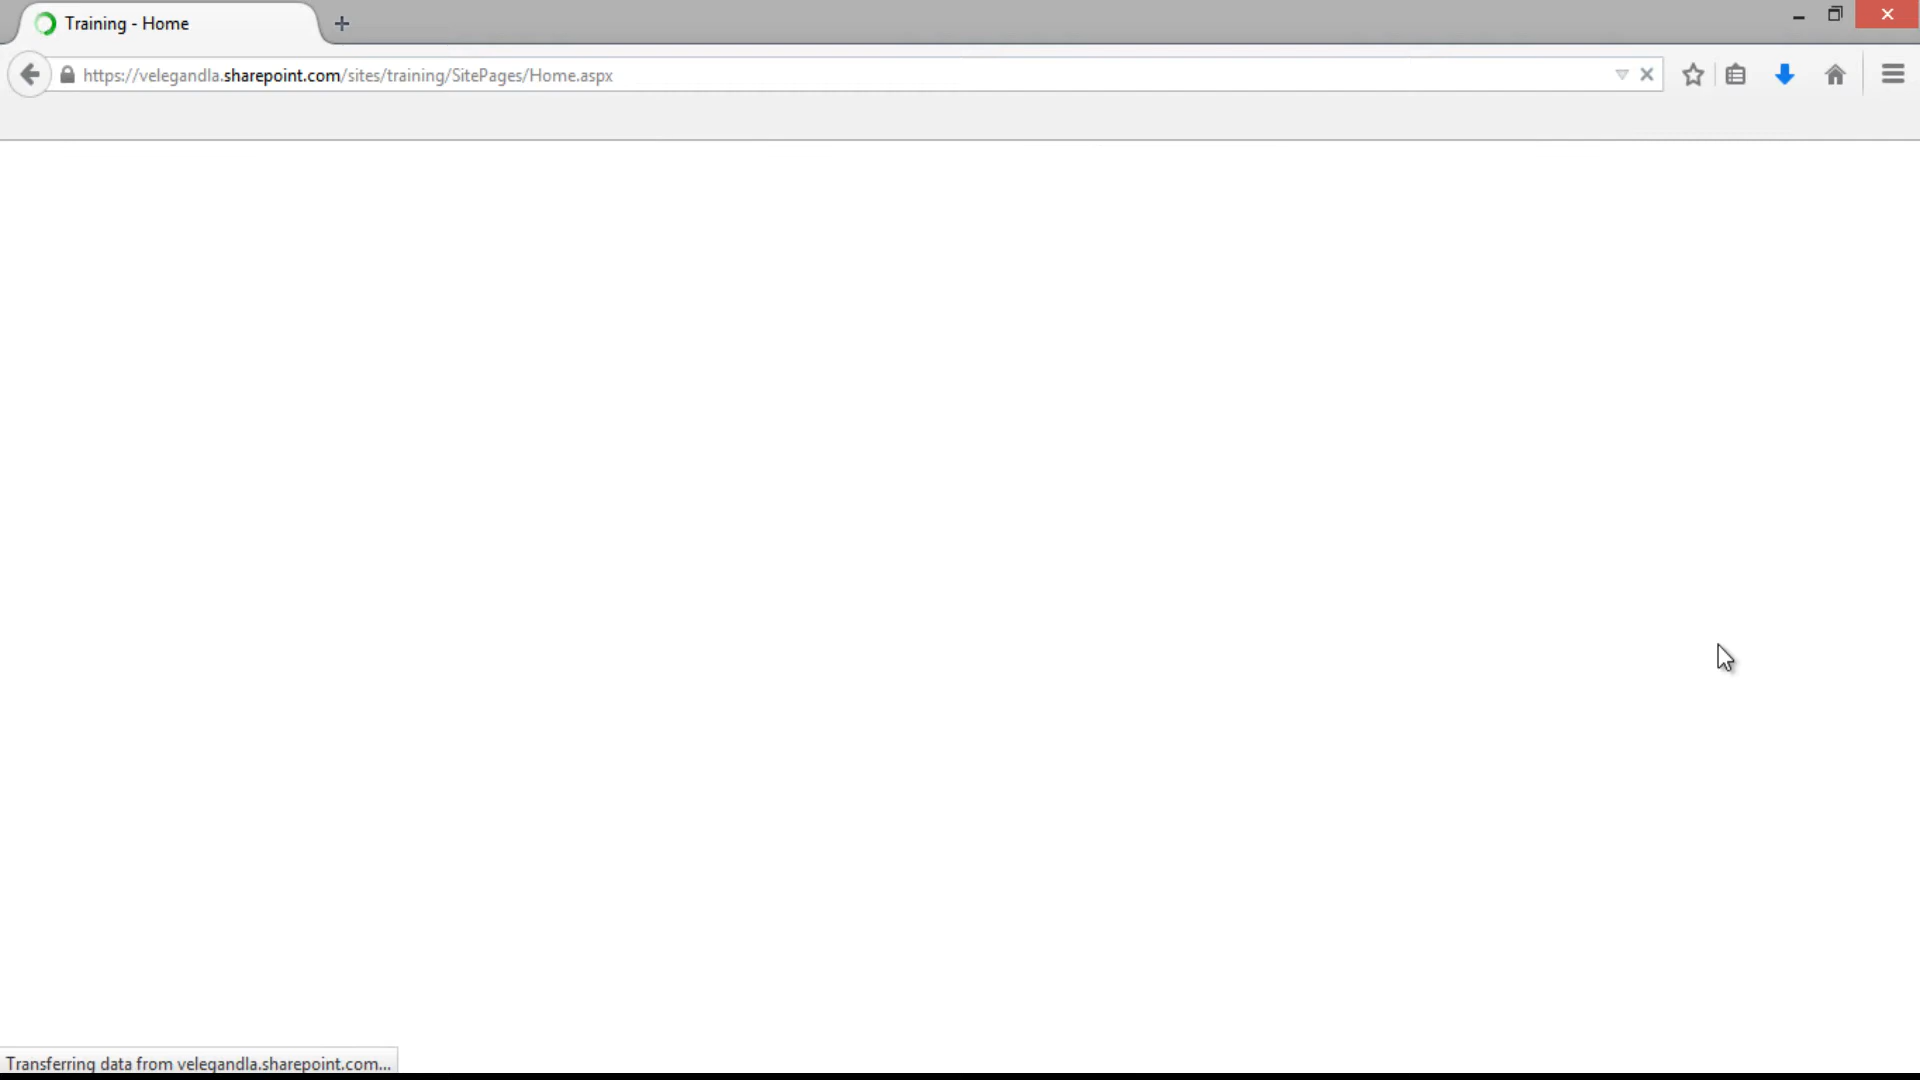 Training - Home
https://velegandla.sharepoint.com/sites/training/SitePages/Home.aspx
Transferring data from velegandla.sharepoint.com...